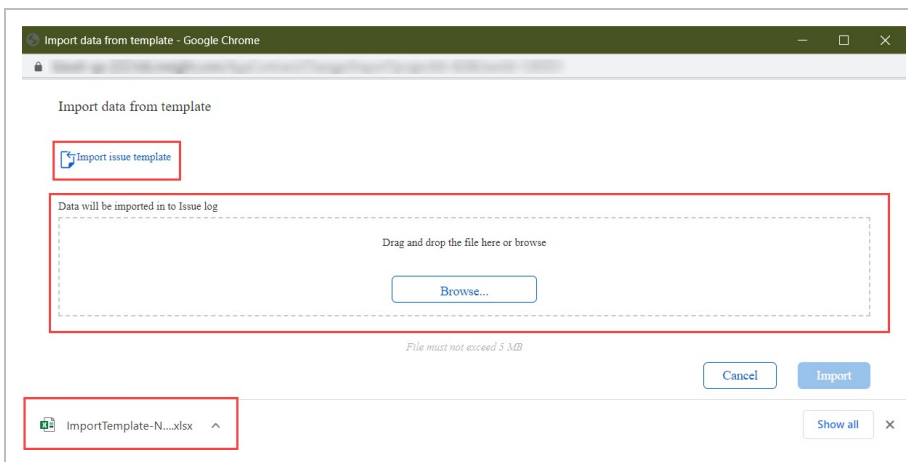 Import data from template - Google Chrome
Import data from template
Import issue template
Data will be imported in to Issue log
Drag and drop the file here or browse
Browse...
File must not exceed 5 MB
Cancel
Import
ImportTemplate-N....xlsx
Show all